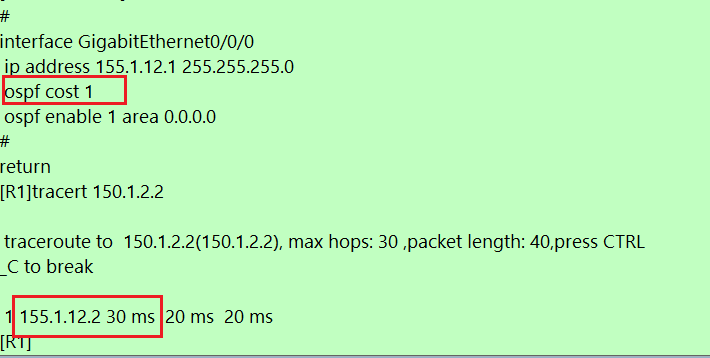 #
interface GigabitEthernet0/0/0
ip address 155.1.12.1 255.255.255.0
ospf cost 1
ospf enable 1 area 0.0.0.0
#
return
[R1]tracert 150.1.2.2
traceroute to  150.1.2.2(150.1.2.2), max hops: 30 ,packet length: 40,press CTRL
_C to break
1 155.1.12.2 30 ms  20 ms  20 ms
[R1]